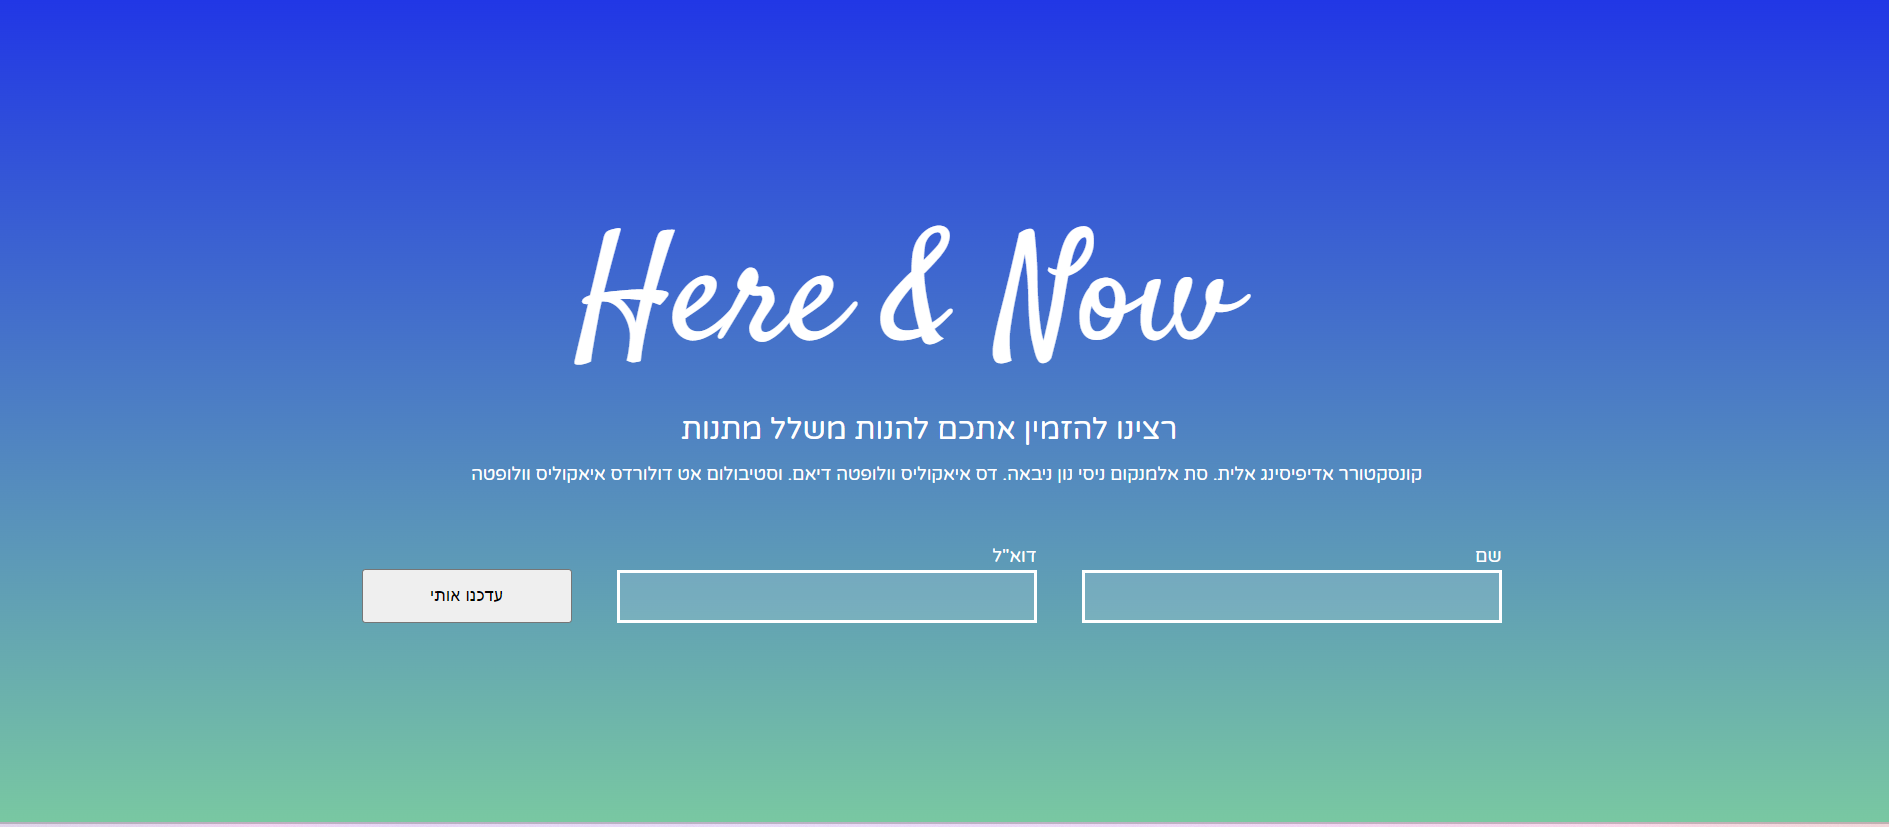 Here & Now
רצינו להזמין אתכם להנות משלל מתנות
קונסקטורר אדיפיסינג אלית. סת אלמנקום ניסי נון ניבאה. דס איאקוליס וולופטה דיאם. וסטיבולום אט דולורדס איאקוליס וולופטה
שם
דוא"ל
עדכנו אותי